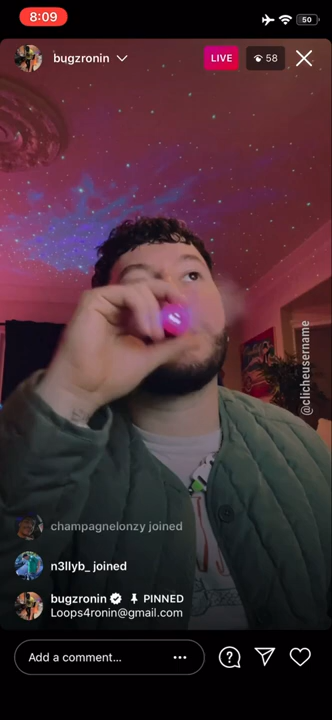 8:09
50
bugzronin
LIVE
58
@clicheusername
champagnelonzy joined
n3llyb_ joined
bugzronin PINNED
Loops4ronin@gmail.com
Add a comment...